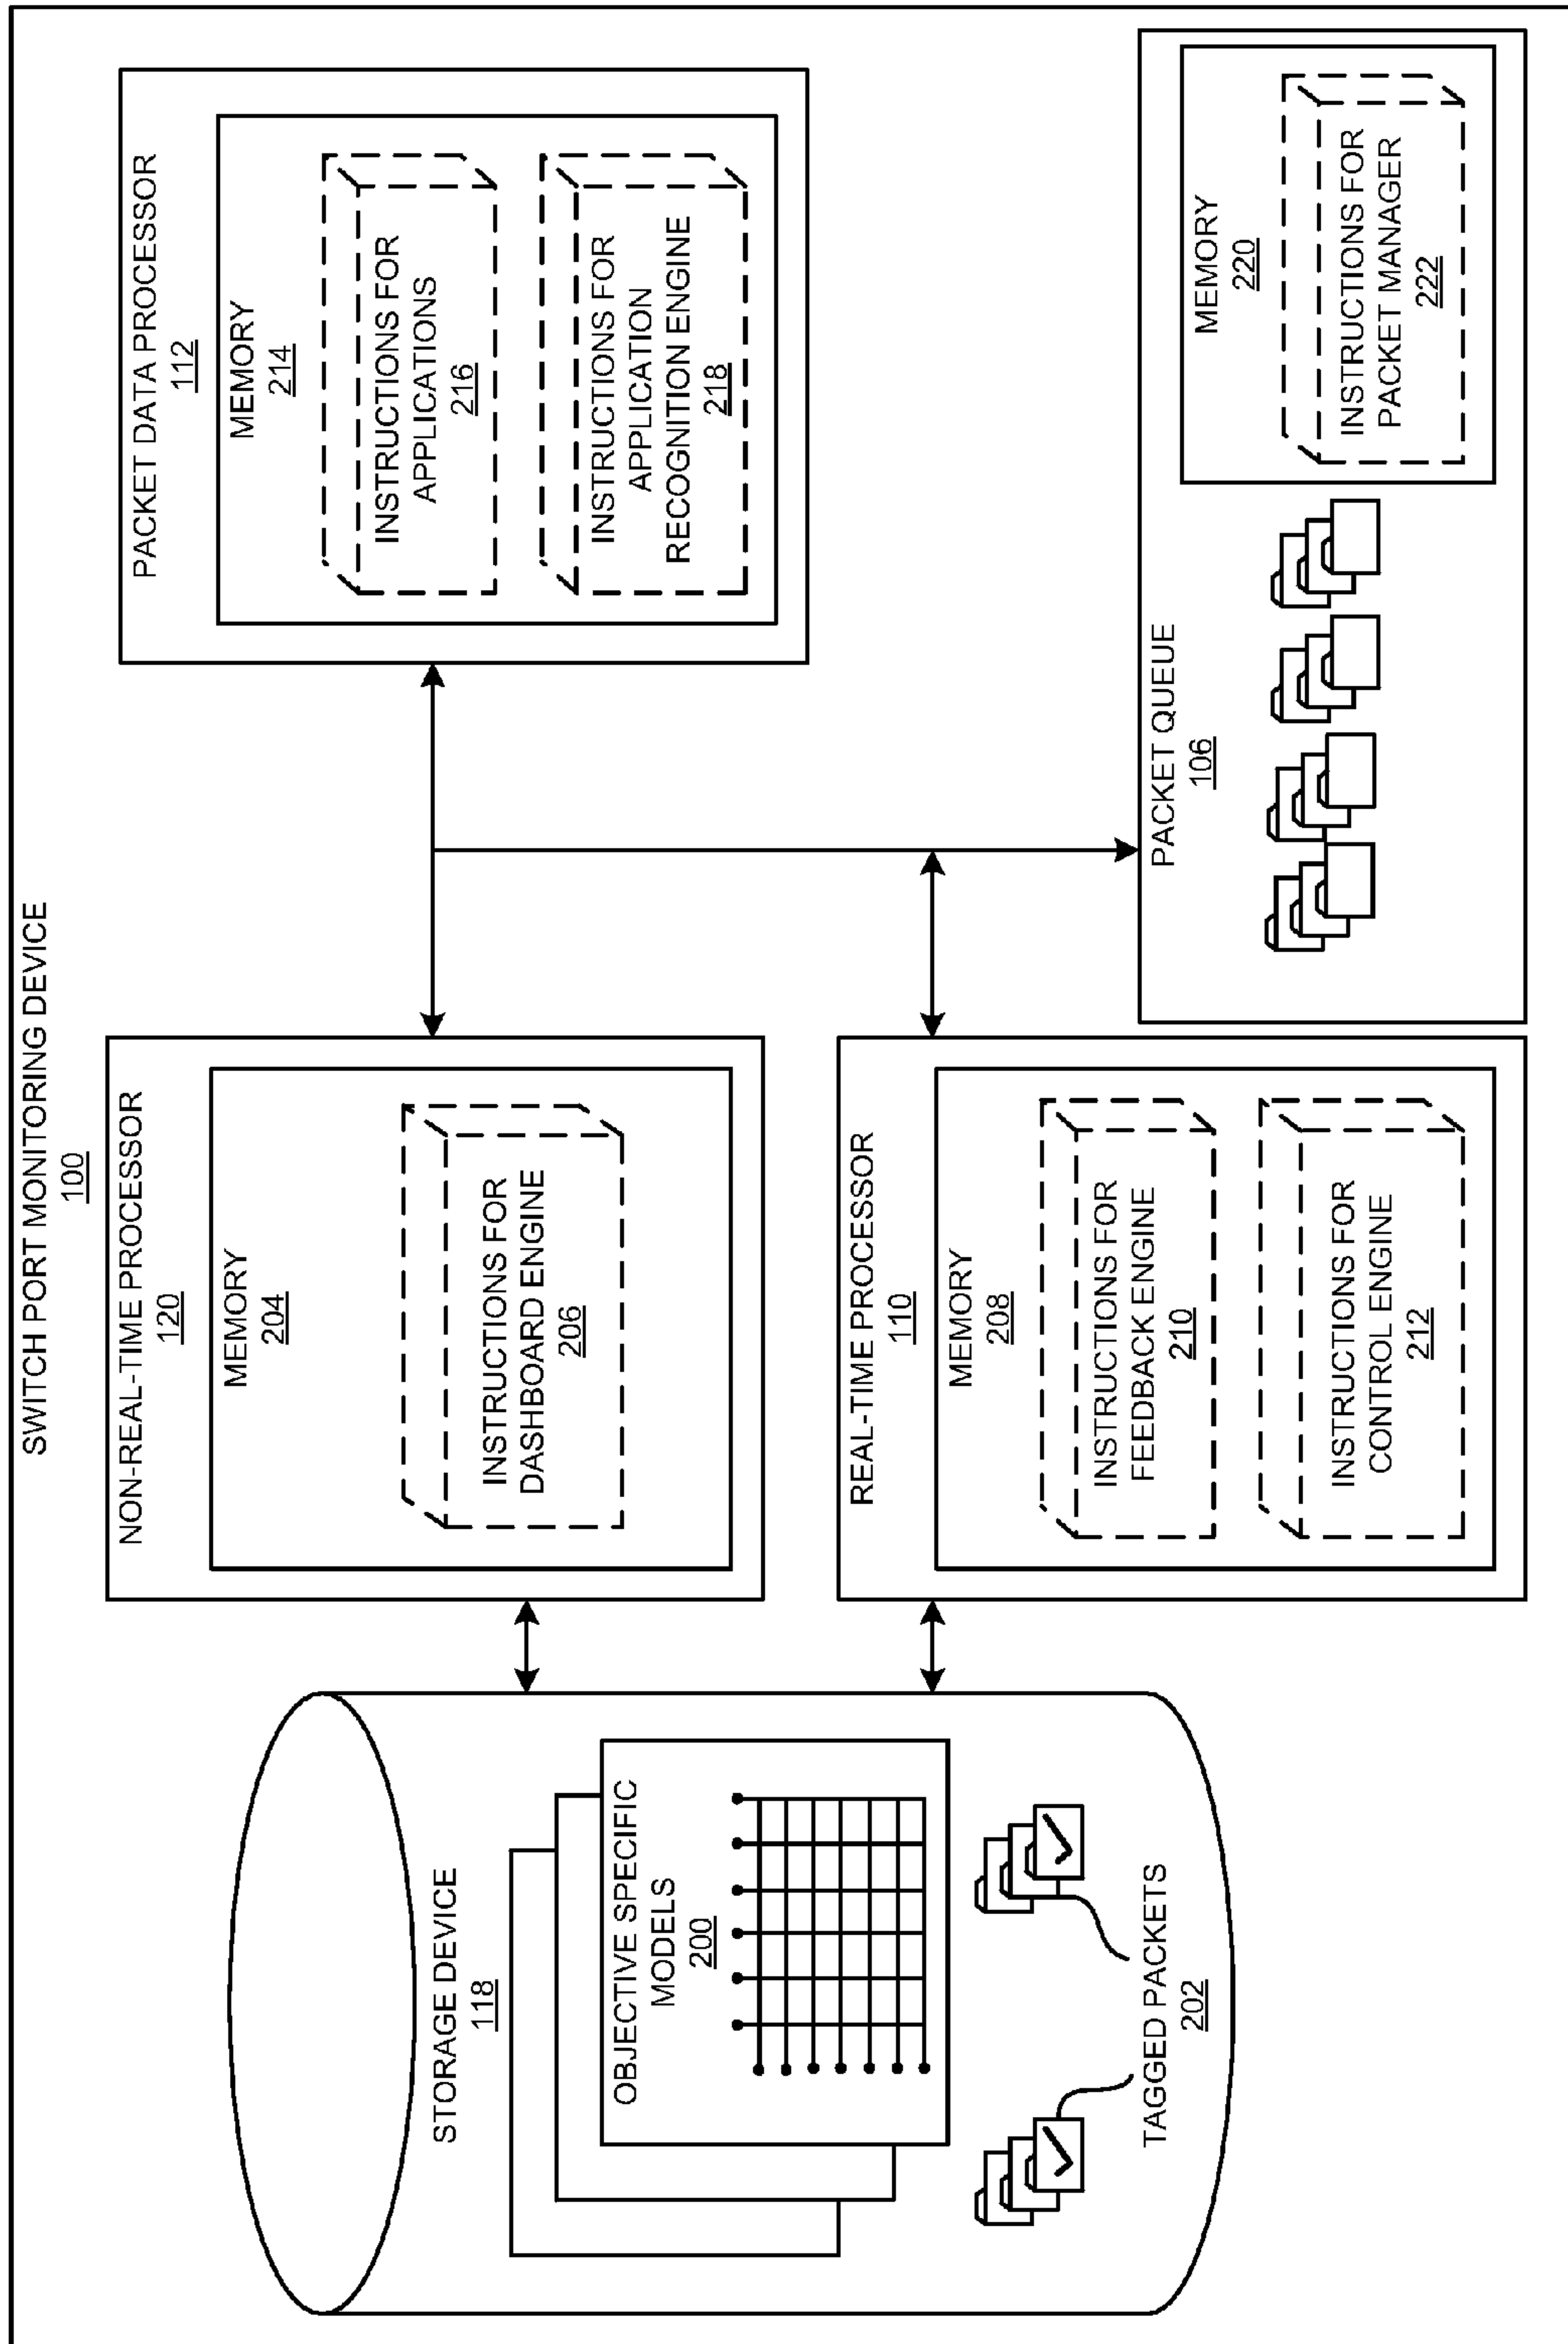 SWITCH PORT MONITORING DEVICE
100
STORAGE DEVICE
118
OBJECTIVE SPECIFIC
MODELS
200
TAGGED PACKETS
202
NON-REAL-TIME PROCESSOR
120
MEMORY
204
INSTRUCTIONS FOR
DASHBOARD ENGINE
206
REAL-TIME PROCESSOR
110
MEMORY
208
INSTRUCTIONS FOR
FEEDBACK ENGINE
210
INSTRUCTIONS FOR
CONTROL ENGINE
212
PACKET DATA PROCESSOR
112
MEMORY
214
INSTRUCTIONS FOR
APPLICATIONS
216
INSTRUCTIONS FOR
APPLICATION
RECOGNITION ENGINE
218
PACKET QUEUE
106
MEMORY
220
INSTRUCTIONS FOR
PACKET MANAGER
222